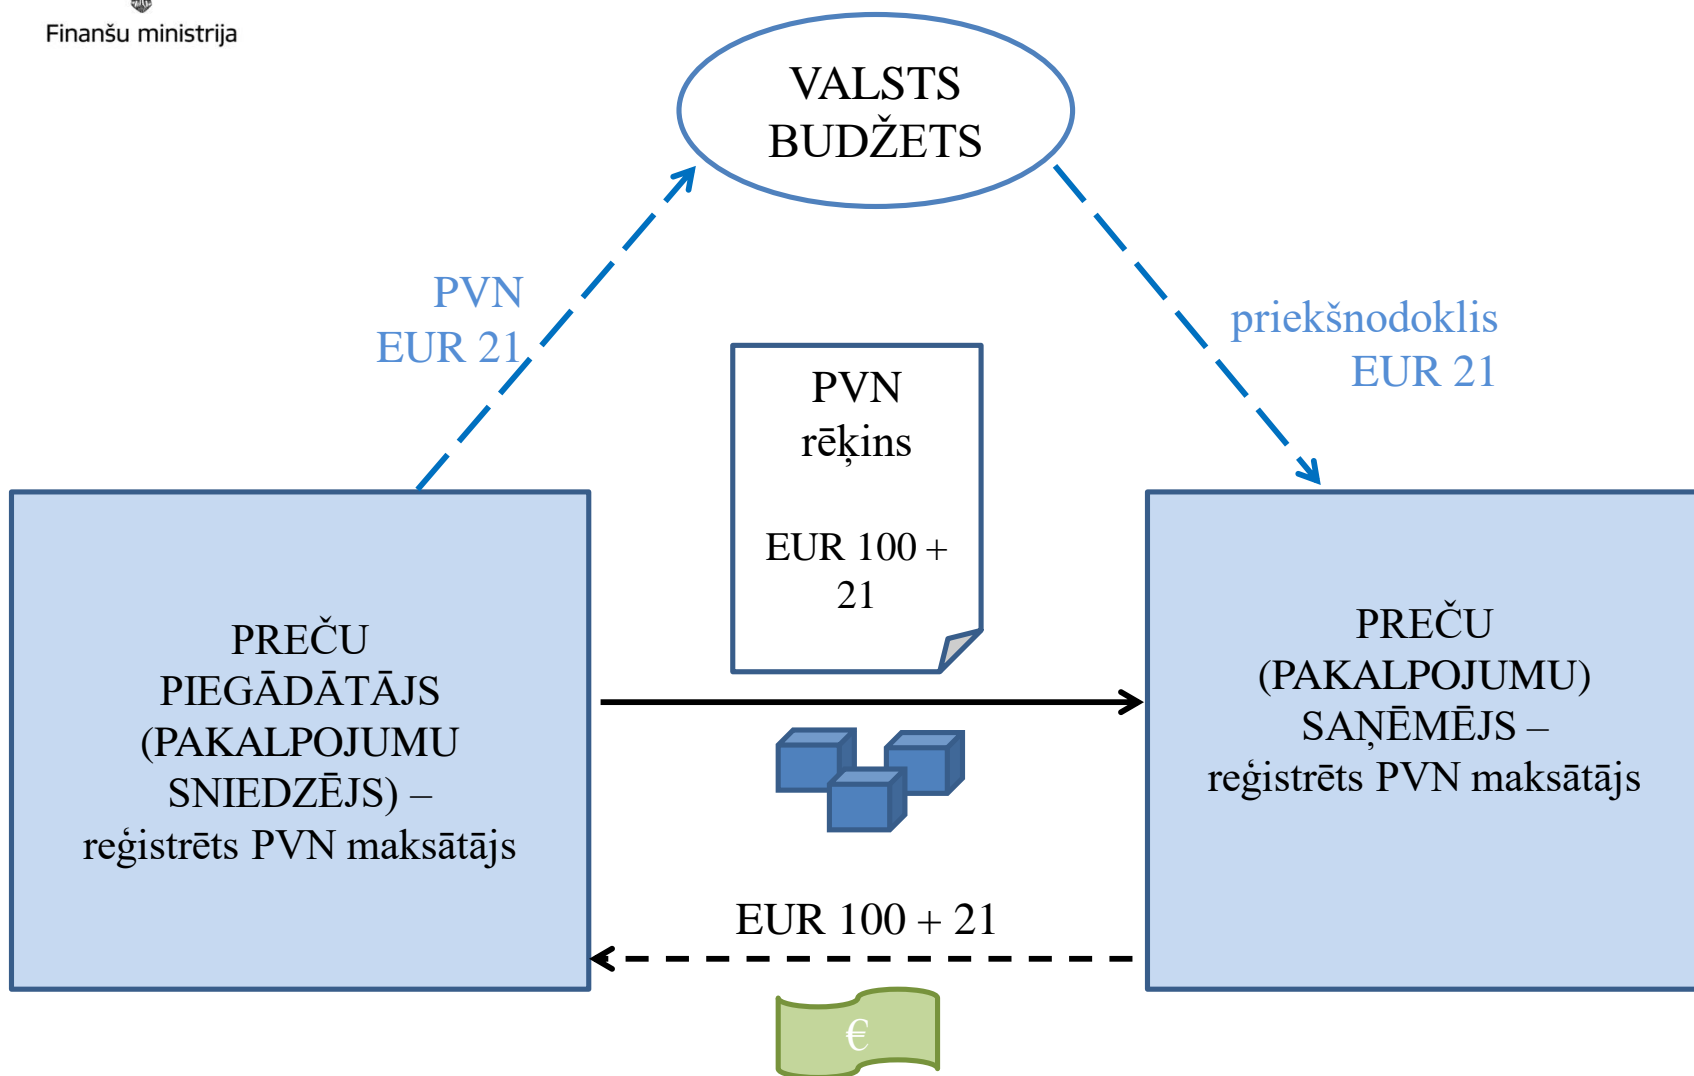 Finanšu ministrija
VALSTS
BUDŽETS
PVN
EUR 21
priekšnodoklis
EUR 21
PVN
rēķins
EUR 100 +
21
PREČU
PIEGĀDĀTĀJS
(PAKALPOJUMU
SNIEDZĒJS) –
reģistrēts PVN maksātājs
PREČU
(PAKALPOJUMU)
SAŅĒMĒJS –
reģistrēts PVN maksātājs
EUR 100 + 21
€